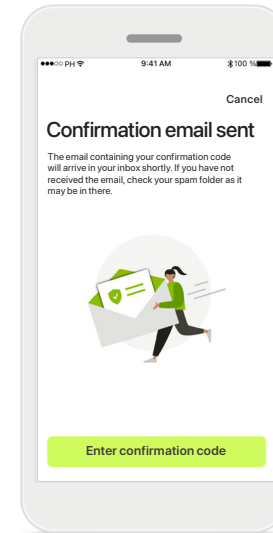 PH 9:41 AM 100 %
Cancel
Confirmation email sent
The email containing your confirmation code
will arrive in your inbox shortly. If you have not
received the email, check your spam folder as it
may be in there.
Enter confirmation code